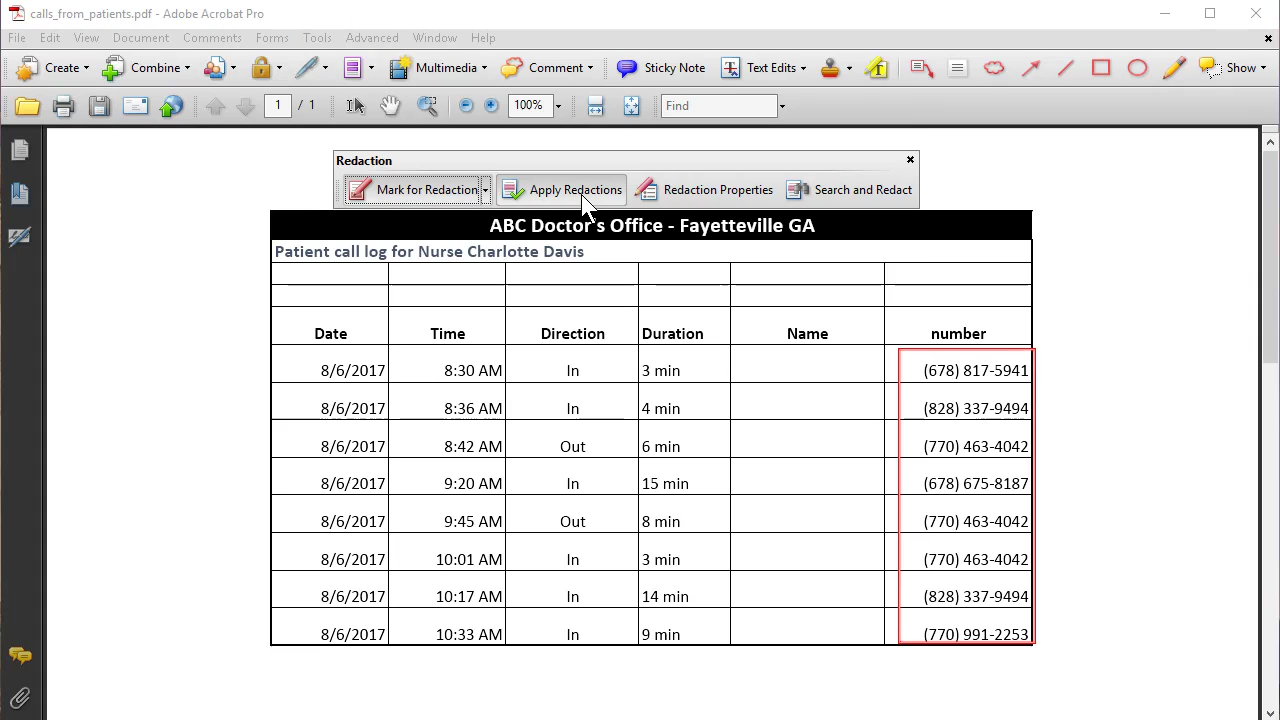 calls_from_patients.pdf - Adobe Acrobat Pro
File Edit View Document Comments Forms Tools Advanced Window Help
Create Combine Multimedia Comment Sticky Note Text Edits Show
1 / 1 100% Find
Redaction
Mark for Redaction Apply Redactions Redaction Properties Search and Redact
ABC Doctor's Office - Fayetteville GA
Patient call log for Nurse Charlotte Davis
Date Time Direction Duration Name number
8/6/2017 8:30 AM In 3 min (678) 817-5941
8/6/2017 8:36 AM In 4 min (828) 337-9494
8/6/2017 8:42 AM Out 6 min (770) 463-4042
8/6/2017 9:20 AM In 15 min (678) 675-8187
8/6/2017 9:45 AM Out 8 min (770) 463-4042
8/6/2017 10:01 AM In 3 min (770) 463-4042
8/6/2017 10:17 AM In 14 min (828) 337-9494
8/6/2017 10:33 AM In 9 min (770) 991-2253